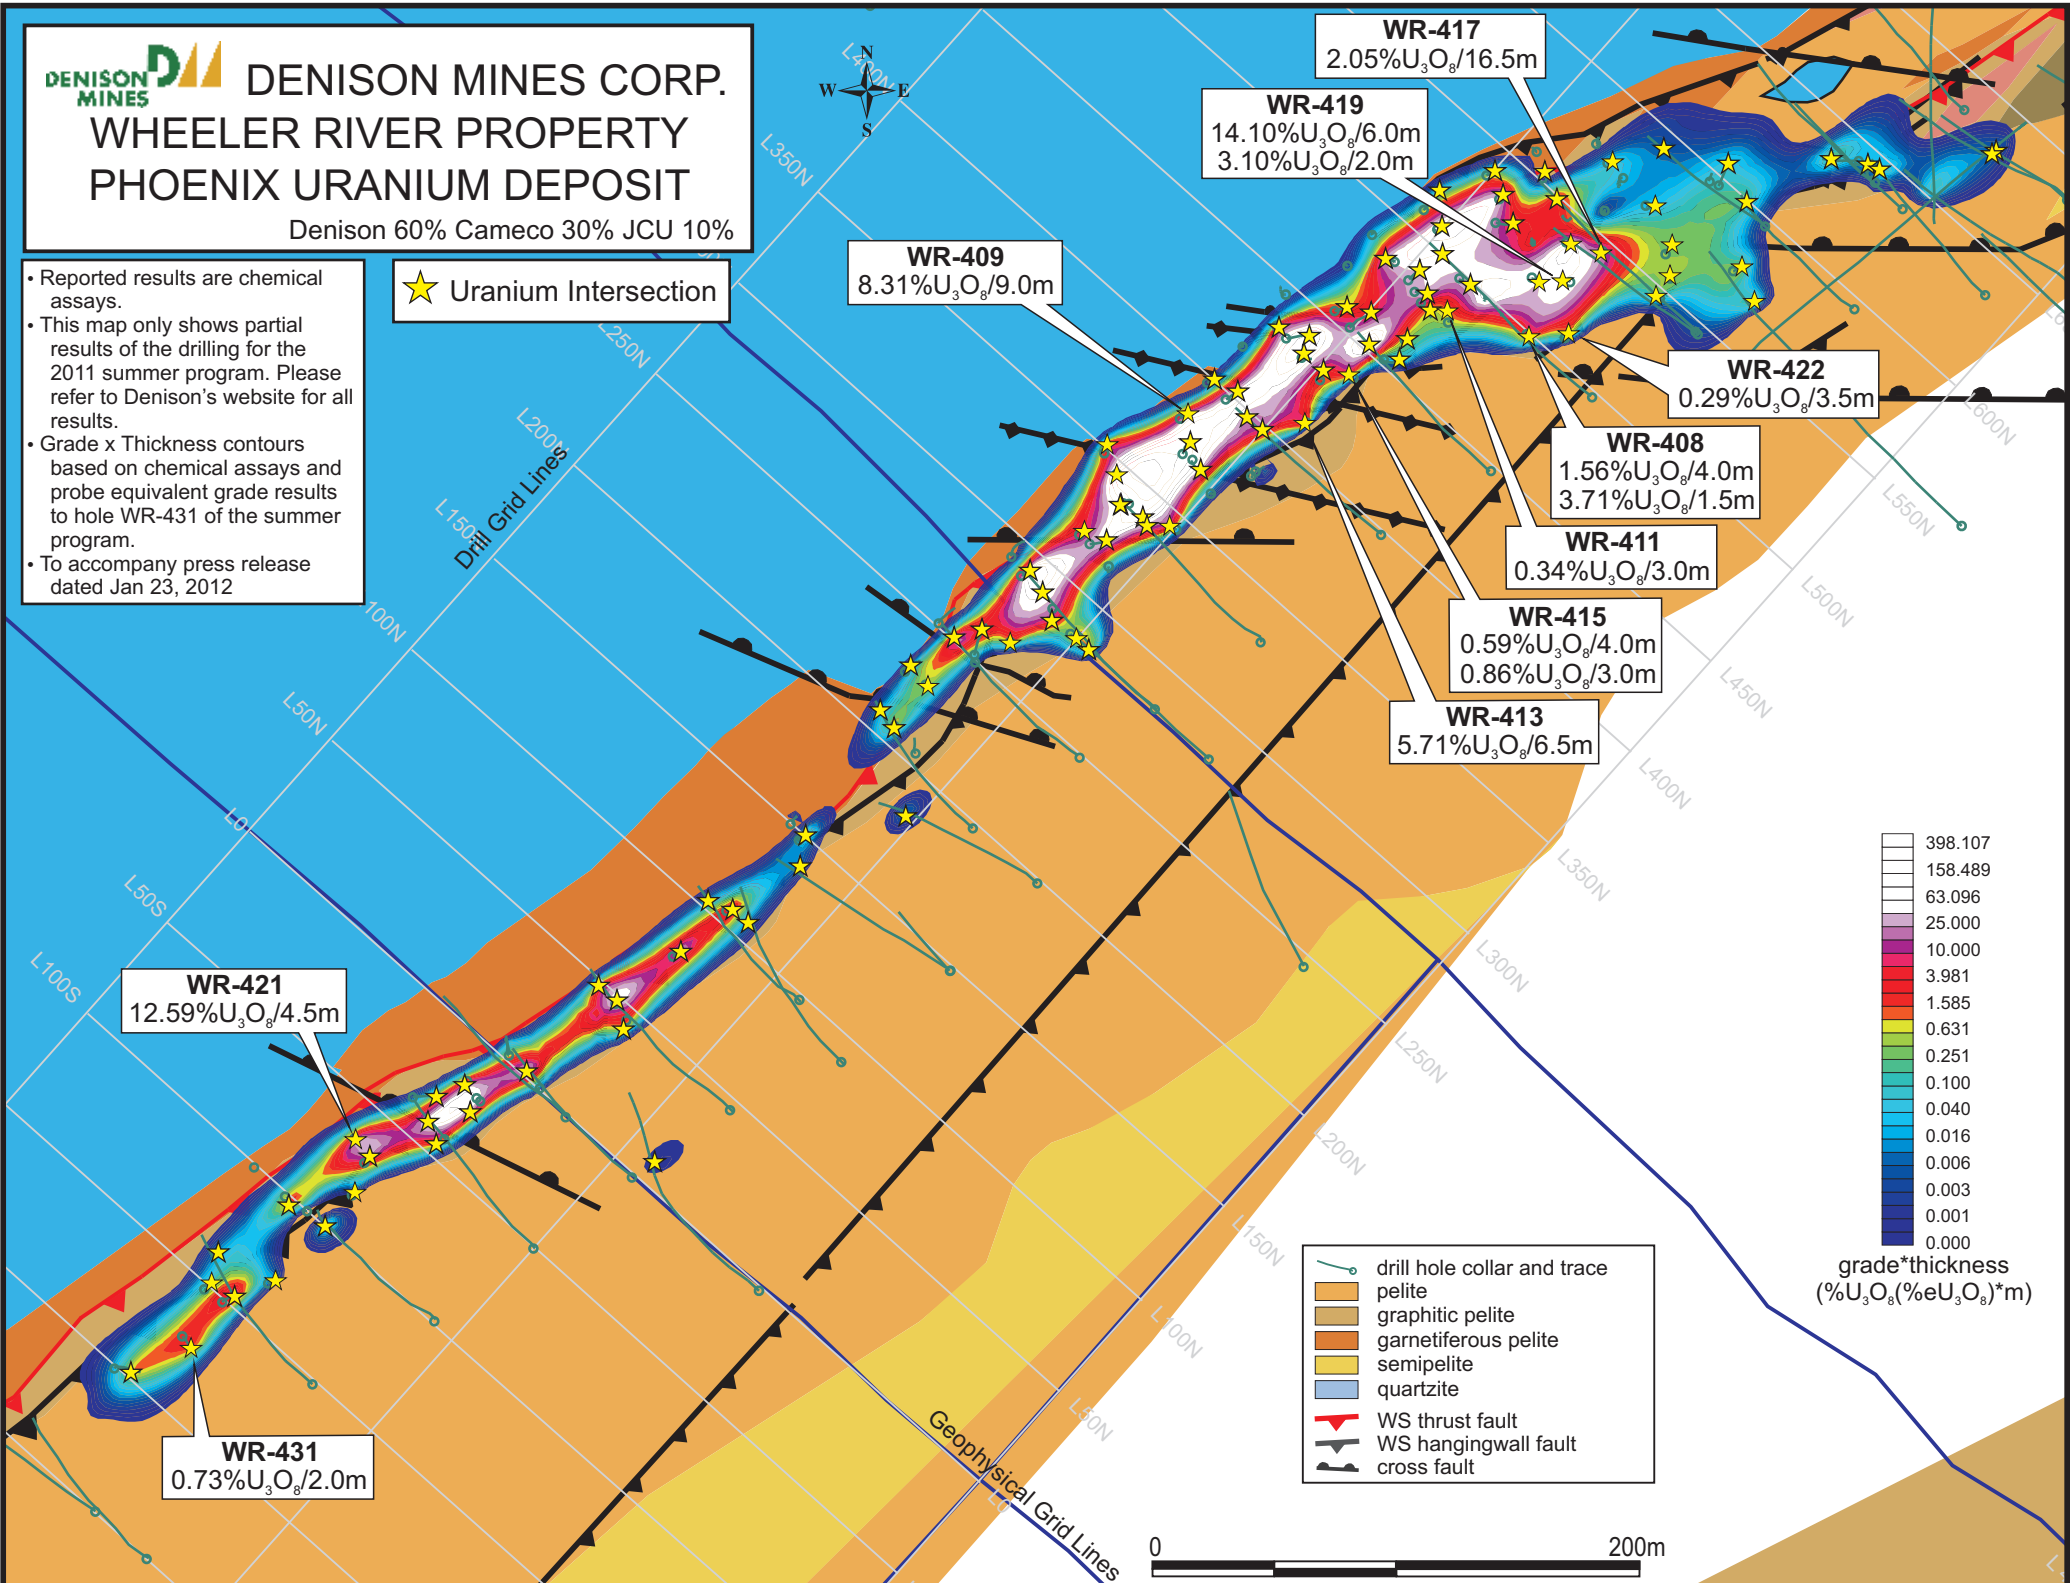 DENISON MINES
DENISON MINES CORP.
WHEELER RIVER PROPERTY
PHOENIX URANIUM DEPOSIT
Denison 60% Cameco 30% JCU 10%
• Reported results are chemical
assays.
• This map only shows partial
results of the drilling for the
2011 summer program. Please
refer to Denison's website for all
results.
• Grade x Thickness contours
based on chemical assays and
probe equivalent grade results
to hole WR-431 of the summer
program.
• To accompany press release
dated Jan 23, 2012
Uranium Intersection
N
W E
S
WR-417
2.05%U₃O₈/16.5m
WR-419
14.10%U₃O₈/6.0m
3.10%U₃O₈/2.0m
WR-409
8.31%U₃O₈/9.0m
WR-422
0.29%U₃O₈/3.5m
WR-408
1.56%U₃O₈/4.0m
3.71%U₃O₈/1.5m
WR-411
0.34%U₃O₈/3.0m
WR-415
0.59%U₃O₈/4.0m
0.86%U₃O₈/3.0m
WR-413
5.71%U₃O₈/6.5m
WR-421
12.59%U₃O₈/4.5m
WR-431
0.73%U₃O₈/2.0m
L400N
L350N
L250N
L200N
L150N
L100N
L50N
L0
L50S
L100S
Drill Grid Lines
L600N
L550N
L500N
L450N
L400N
L350N
L300N
L250N
L200N
L150N
L100N
L50N
L0
Geophysical Grid Lines
398.107
158.489
63.096
25.000
10.000
3.981
1.585
0.631
0.251
0.100
0.040
0.016
0.006
0.003
0.001
0.000
grade*thickness
(%U₃O₈(%eU₃O₈)*m)
drill hole collar and trace
pelite
graphitic pelite
garnetiferous pelite
semipelite
quartzite
WS thrust fault
WS hangingwall fault
cross fault
0 200m